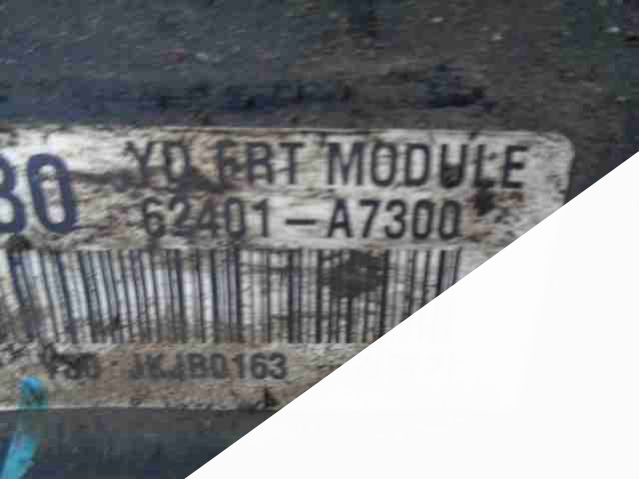 30 YD FRT MODULE
62401-A7300
JKJB0163